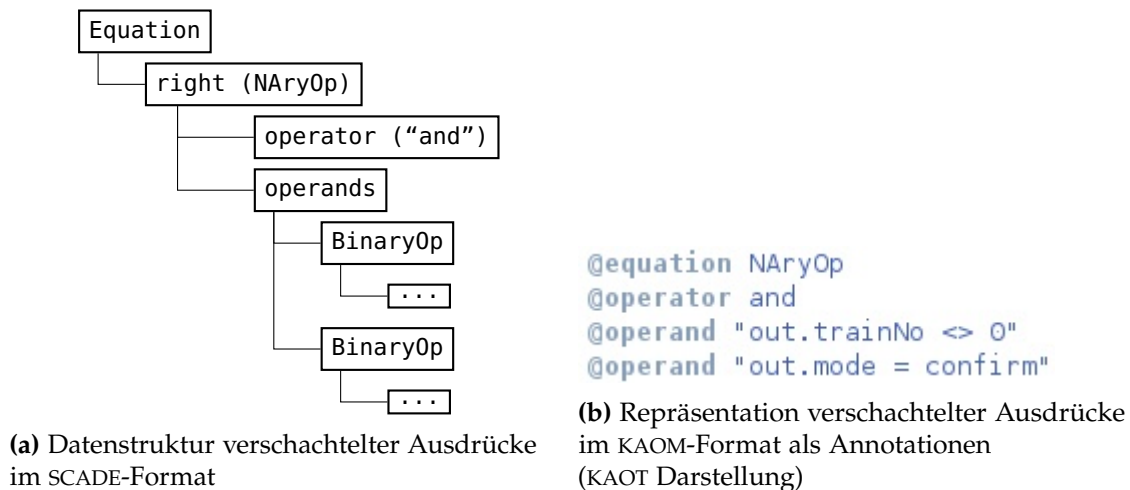 Equation
right (NAryOp)
operator (“and”)
operands
BinaryOp
...
BinaryOp
...
(a) Datenstruktur verschachtelter Ausdrücke
im SCADE-Format
@equation NAryOp
@operator and
@operand "out.trainNo <> 0"
@operand "out.mode = confirm"
(b) Repräsentation verschachtelter Ausdrücke
im KAOM-Format als Annotationen
(KAOT Darstellung)